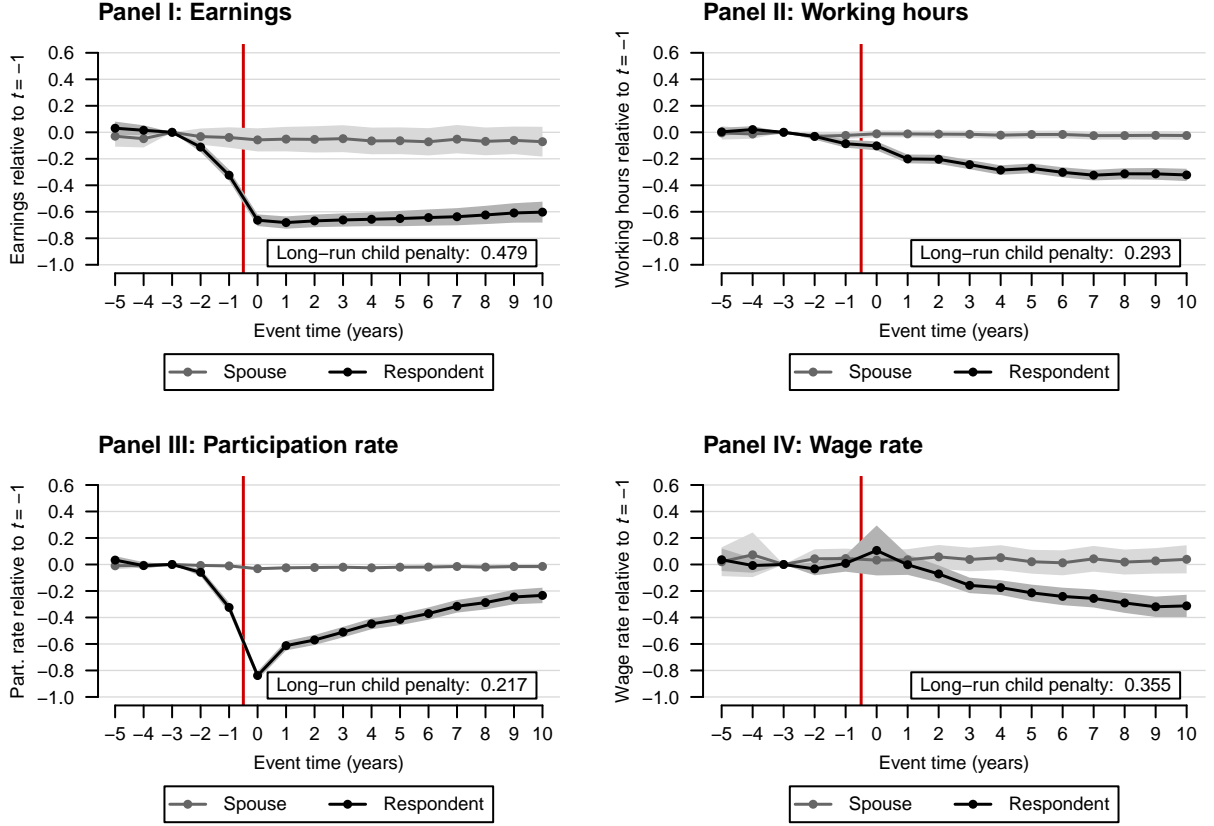 Panel I: Earnings
Earnings relative to t = −1
0.6
0.4
0.2
0.0
−0.2
−0.4
−0.6
−0.8
−1.0
Long−run child penalty: 0.479
−5 −4 −3 −2 −1 0 1 2 3 4 5 6 7 8 9 10
Event time (years)
Spouse Respondent
Panel II: Working hours
Working hours relative to t = −1
0.6
0.4
0.2
0.0
−0.2
−0.4
−0.6
−0.8
−1.0
Long−run child penalty: 0.293
−5 −4 −3 −2 −1 0 1 2 3 4 5 6 7 8 9 10
Event time (years)
Spouse Respondent
Panel III: Participation rate
Part. rate relative to t = −1
0.6
0.4
0.2
0.0
−0.2
−0.4
−0.6
−0.8
−1.0
Long−run child penalty: 0.217
−5 −4 −3 −2 −1 0 1 2 3 4 5 6 7 8 9 10
Event time (years)
Spouse Respondent
Panel IV: Wage rate
Wage rate relative to t = −1
0.6
0.4
0.2
0.0
−0.2
−0.4
−0.6
−0.8
−1.0
Long−run child penalty: 0.355
−5 −4 −3 −2 −1 0 1 2 3 4 5 6 7 8 9 10
Event time (years)
Spouse Respondent